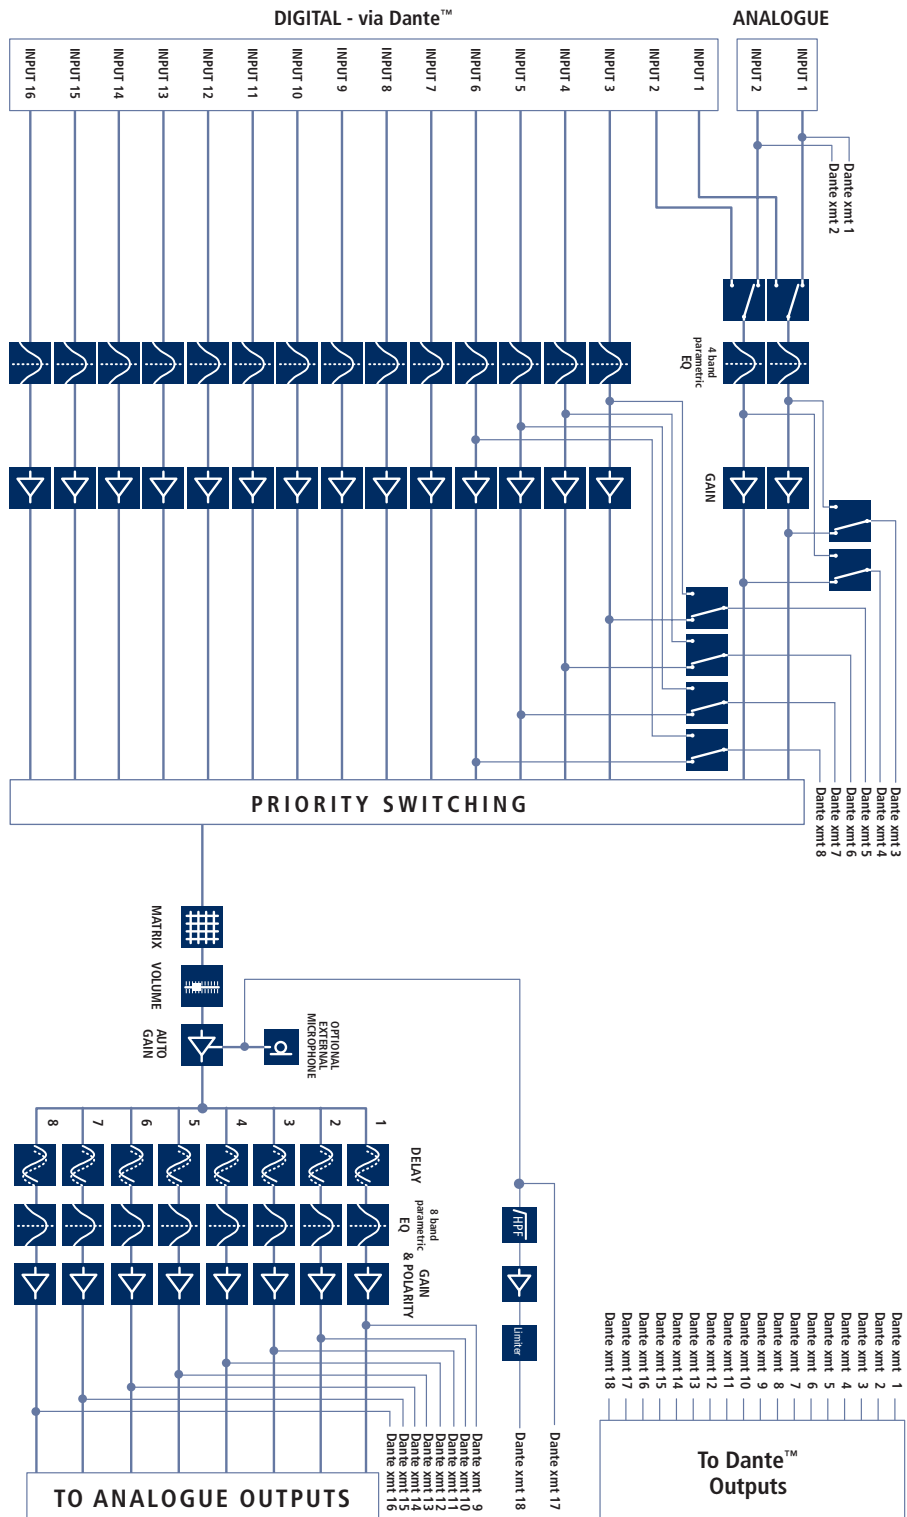 DIGITAL - via Dante™
ANALOGUE
INPUT 16
INPUT 15
INPUT 14
INPUT 13
INPUT 12
INPUT 11
INPUT 10
INPUT 9
INPUT 8
INPUT 7
INPUT 6
INPUT 5
INPUT 4
INPUT 3
INPUT 2
INPUT 1
INPUT 2
INPUT 1
Dante xmt 1
Dante xmt 2
4 band
parametric
EQ
GAIN
Dante xmt 3
Dante xmt 4
Dante xmt 5
Dante xmt 6
Dante xmt 7
Dante xmt 8
PRIORITY SWITCHING
MATRIX
VOLUME
AUTO
GAIN
OPTIONAL
EXTERNAL
MICROPHONE
8
7
6
5
4
3
2
1
DELAY
8 band
parametric
EQ
GAIN
& POLARITY
HPF
Limiter
Dante xmt 9
Dante xmt 10
Dante xmt 11
Dante xmt 12
Dante xmt 13
Dante xmt 14
Dante xmt 15
Dante xmt 16
Dante xmt 17
Dante xmt 18
TO ANALOGUE OUTPUTS
Dante xmt 1
Dante xmt 2
Dante xmt 3
Dante xmt 4
Dante xmt 5
Dante xmt 6
Dante xmt 7
Dante xmt 8
Dante xmt 9
Dante xmt 10
Dante xmt 11
Dante xmt 12
Dante xmt 13
Dante xmt 14
Dante xmt 15
Dante xmt 16
Dante xmt 17
Dante xmt 18
To Dante™
Outputs